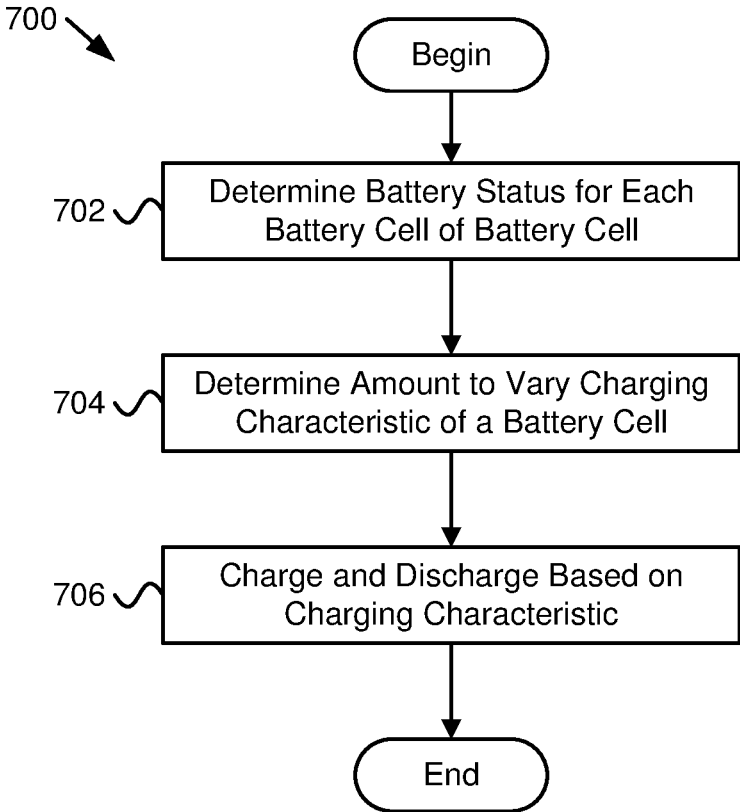 700
Begin
702
Determine Battery Status for Each
Battery Cell of Battery Cell
704
Determine Amount to Vary Charging
Characteristic of a Battery Cell
706
Charge and Discharge Based on
Charging Characteristic
End